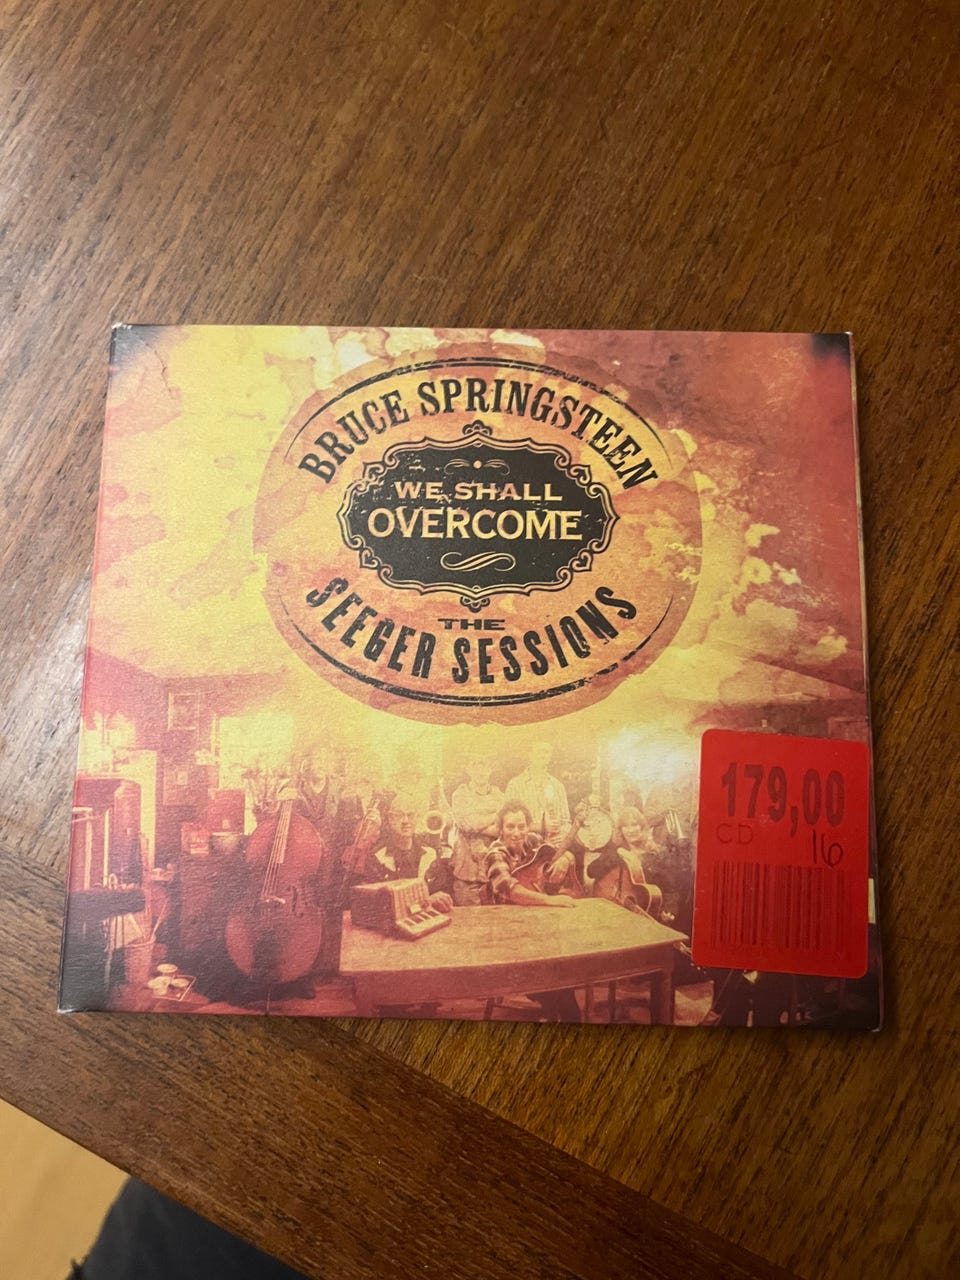 BRUCE SPRINGSTEEN
WE SHALL
OVERCOME
THE
SEEGER SESSIONS
179,00
CD 16